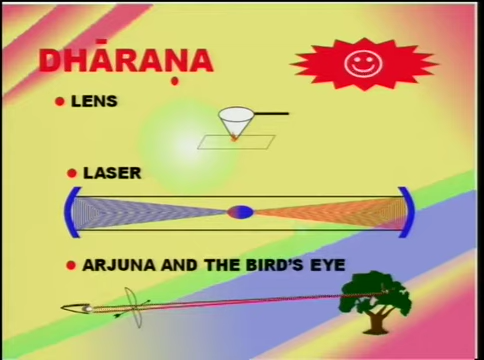 DHĀRAṆA
LENS
LASER
ARJUNA AND THE BIRD'S EYE